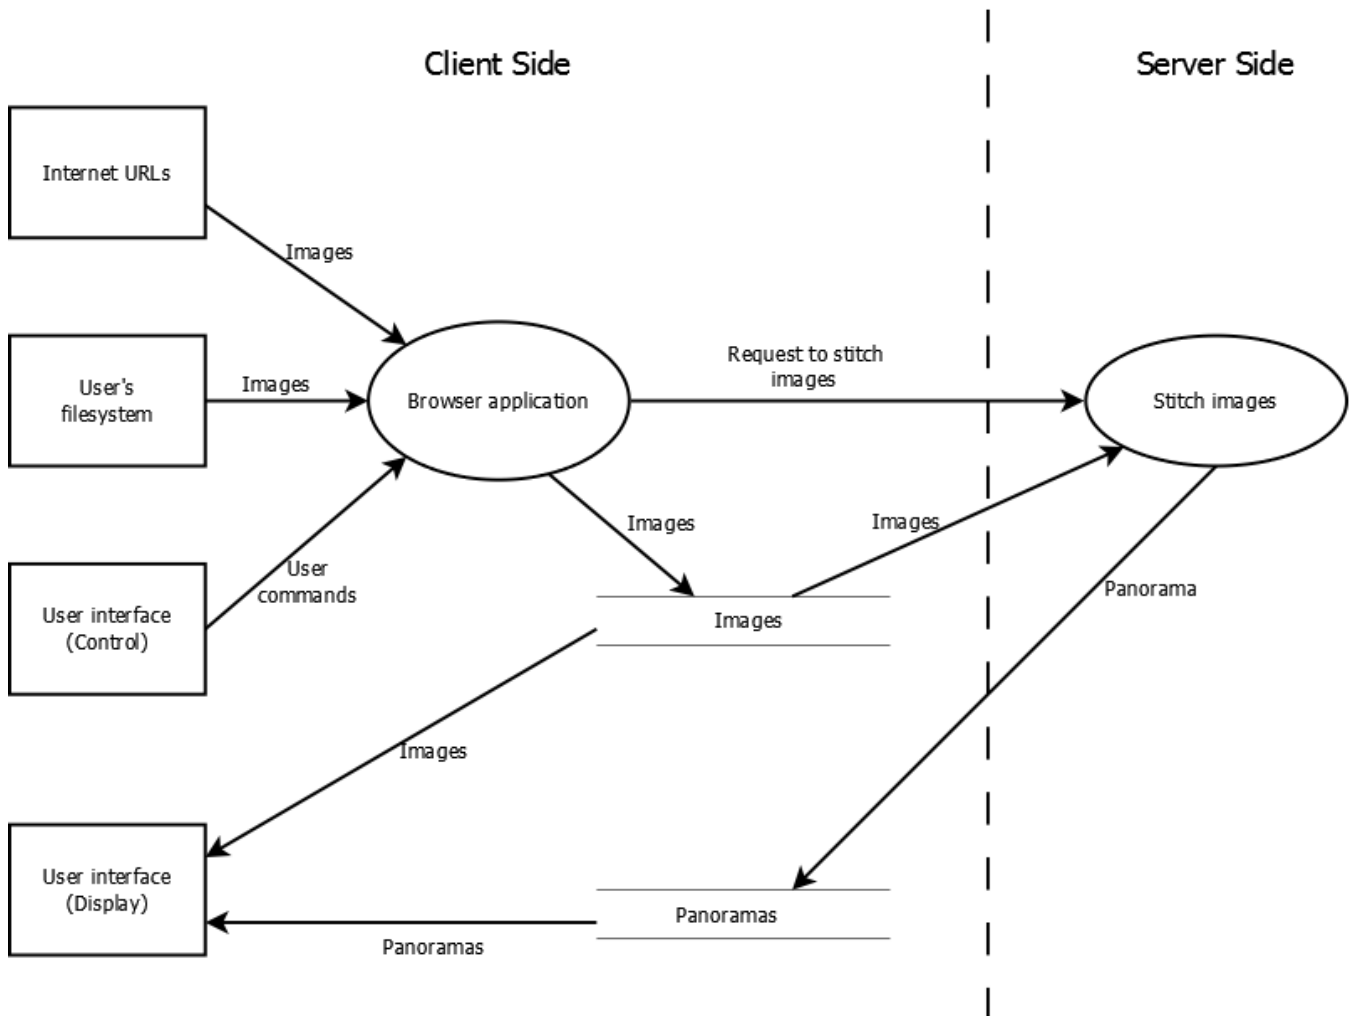 Client Side
Server Side
Internet URLs
Images
User's
filesystem
Images
Browser application
Request to stitch
images
Stitch images
User interface
(Control)
User
commands
Images
Images
Images
Panorama
Images
User interface
(Display)
Panoramas
Panoramas